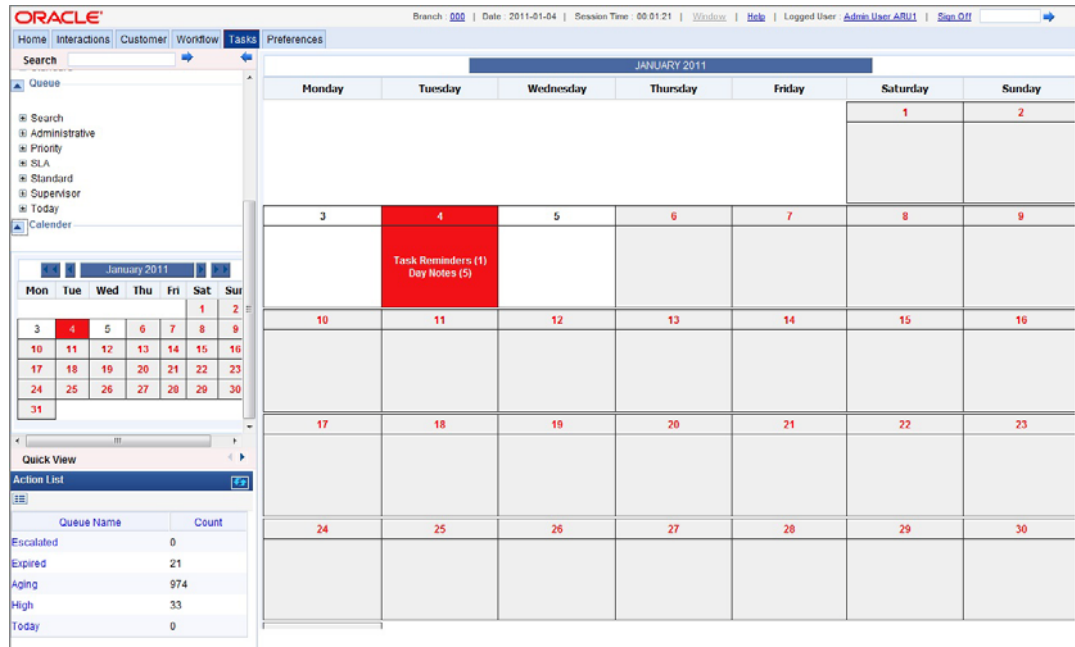 ORACLE
Branch : 000 | Date : 2011-01-04 | Session Time : 00:01:21 | Window | Help | Logged User : Admin User ARU1 | Sign Off
Home Interactions Customer Workflow Tasks Preferences
Search
Queue
Search
Administrative
Priority
SLA
Standard
Supervisor
Today
Calender
January 2011
Mon Tue Wed Thu Fri Sat Sun
1 2
3 4 5 6 7 8 9
10 11 12 13 14 15 16
17 18 19 20 21 22 23
24 25 26 27 28 29 30
31
Quick View
Action List
Queue Name Count
Escalated 0
Expired 21
Aging 974
High 33
Today 0
JANUARY 2011
Monday Tuesday Wednesday Thursday Friday Saturday Sunday
1 2
3 4 5 6 7 8 9
Task Reminders (1)
Day Notes (5)
10 11 12 13 14 15 16
17 18 19 20 21 22 23
24 25 26 27 28 29 30